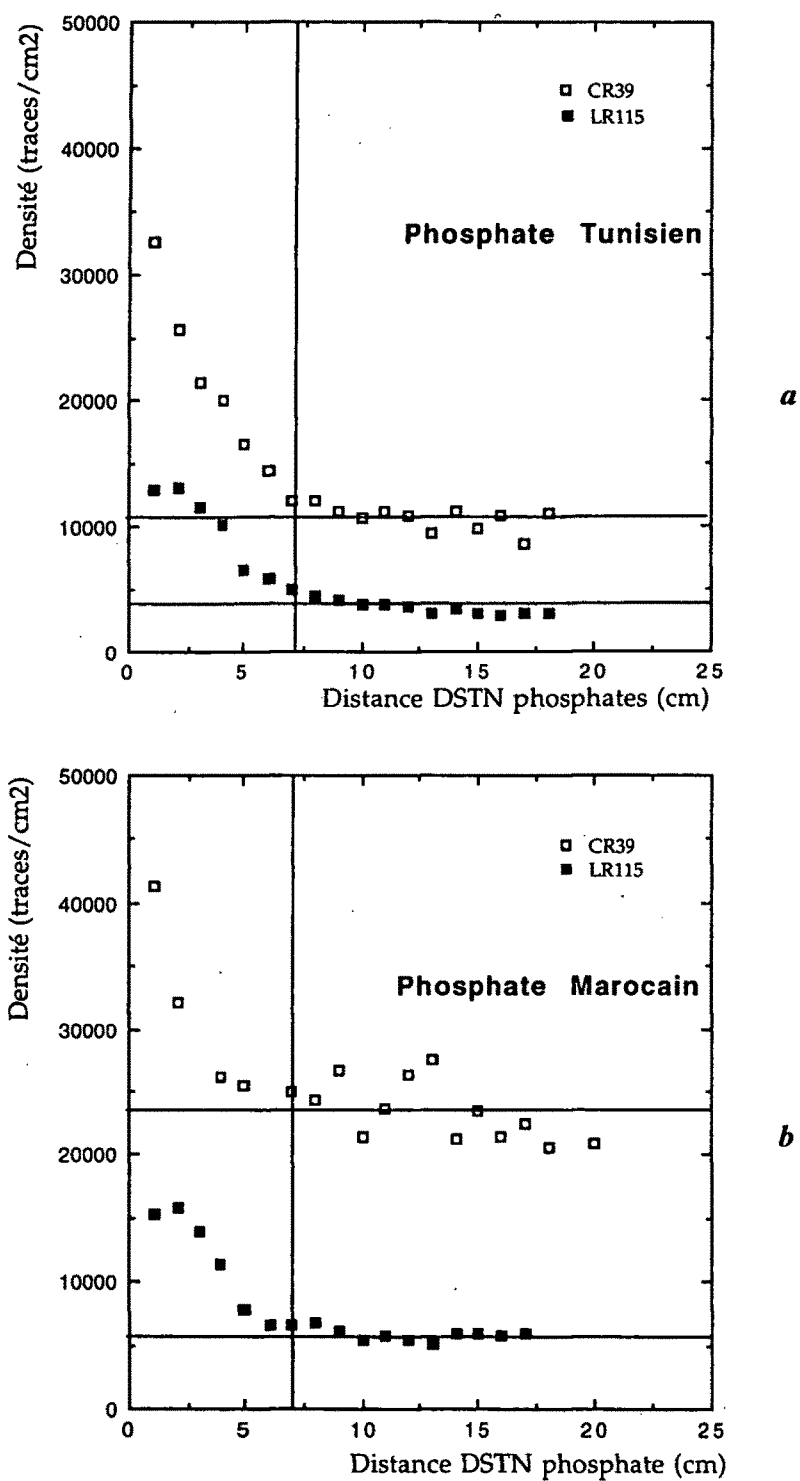 50000
CR39
LR115
40000
Densité (traces/cm2)
Phosphate Tunisien
30000
a
20000
10000
0
0 5 10 15 20 25
Distance DSTN phosphates (cm)
50000
CR39
LR115
40000
Densité (traces/cm2)
Phosphate Marocain
30000
b
20000
10000
0
0 5 10 15 20 25
Distance DSTN phosphate (cm)